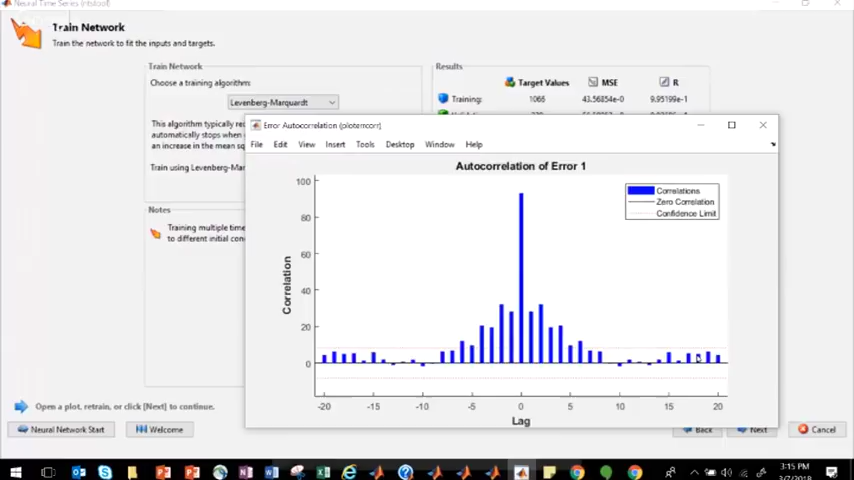 Neural Time Series (ntstool)
Train Network
Train the network to fit the inputs and targets.
Train Network
Choose a training algorithm:
Levenberg-Marquardt
This algorithm typically
automatically stops when
an increase in the mean
Train using Levenberg-Mar
Notes
Training multiple time
to different initial con
Results
Target Values MSE R
Training: 1066 43.56354e-0 9.95199e-1
Error Autocorrelation (ploterrcorr)
File Edit View Insert Tools Desktop Window Help
Autocorrelation of Error 1
Correlations
Zero Correlation
Confidence Limit
Correlation
100
80
60
40
20
0
-20 -15 -10 -5 0 5 10 15 20
Lag
Open a plot, retrain, or click [Next] to continue.
Neural Network Start Welcome Back Next Cancel
3:15 PM
3/7/2018